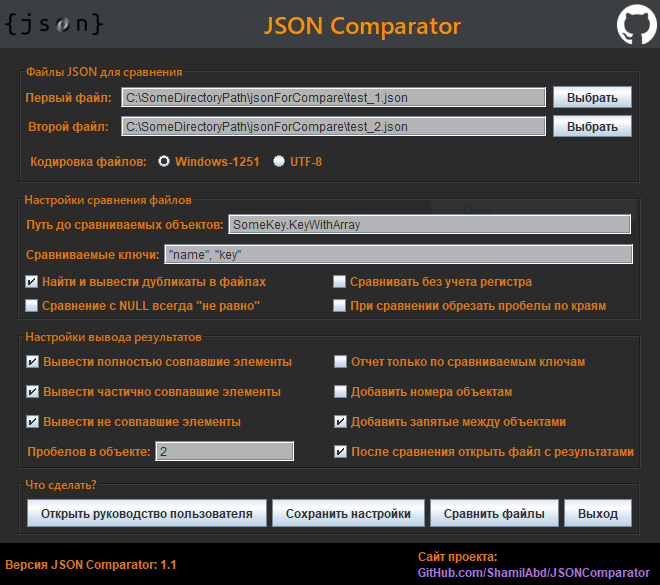 {json}
JSON Comparator
Файлы JSON для сравнения
Первый файл: C:\SomeDirectoryPath\jsonForCompare\test_1.json Выбрать
Второй файл: C:\SomeDirectoryPath\jsonForCompare\test_2.json Выбрать
Кодировка файлов: Windows-1251 UTF-8
Настройки сравнения файлов
Путь до сравниваемых объектов: SomeKey.KeyWithArray
Сравниваемые ключи: "name", "key"
Найти и вывести дубликаты в файлах Сравнивать без учета регистра
Сравнение с NULL всегда "не равно" При сравнении обрезать пробелы по краям
Настройки вывода результатов
Вывести полностью совпавшие элементы Отчет только по сравниваемым ключам
Вывести частично совпавшие элементы Добавить номера объектам
Вывести не совпавшие элементы Добавить запятые между объектами
Пробелов в объекте: 2 После сравнения открыть файл с результатами
Что сделать?
Открыть руководство пользователя Сохранить настройки Сравнить файлы Выход
Версия JSON Comparator: 1.1
Сайт проекта:
GitHub.com/ShamilAbd/JSONComparator